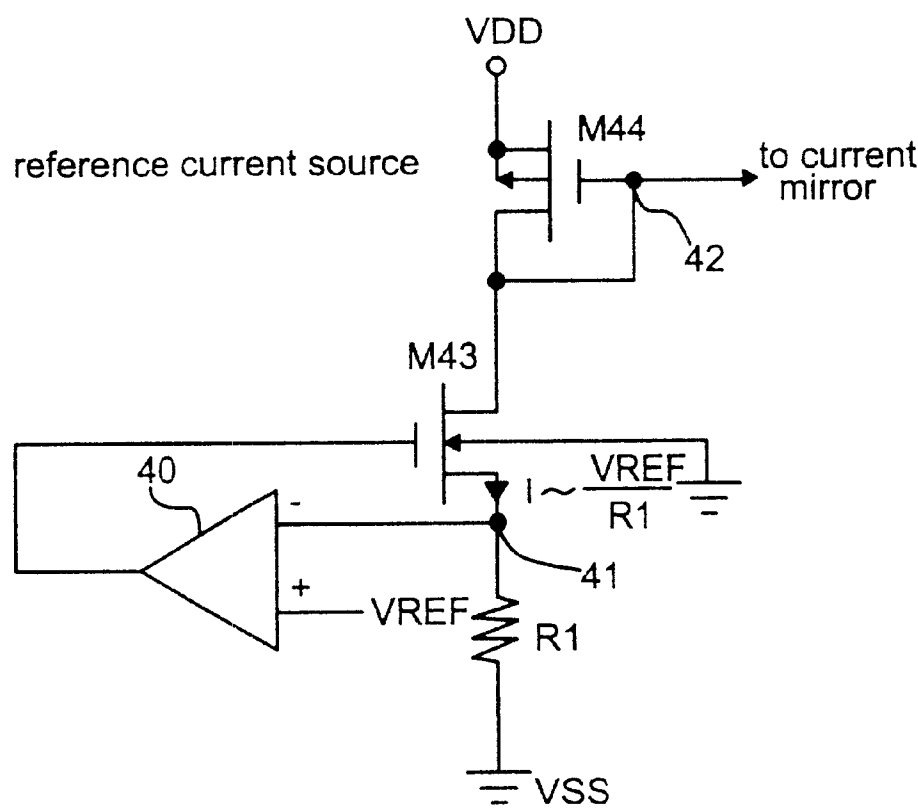 VDD
M44
reference current source
to current
mirror
42
M43
40
I ~ VREF
R1
-
41
+
VREF
R1
VSS